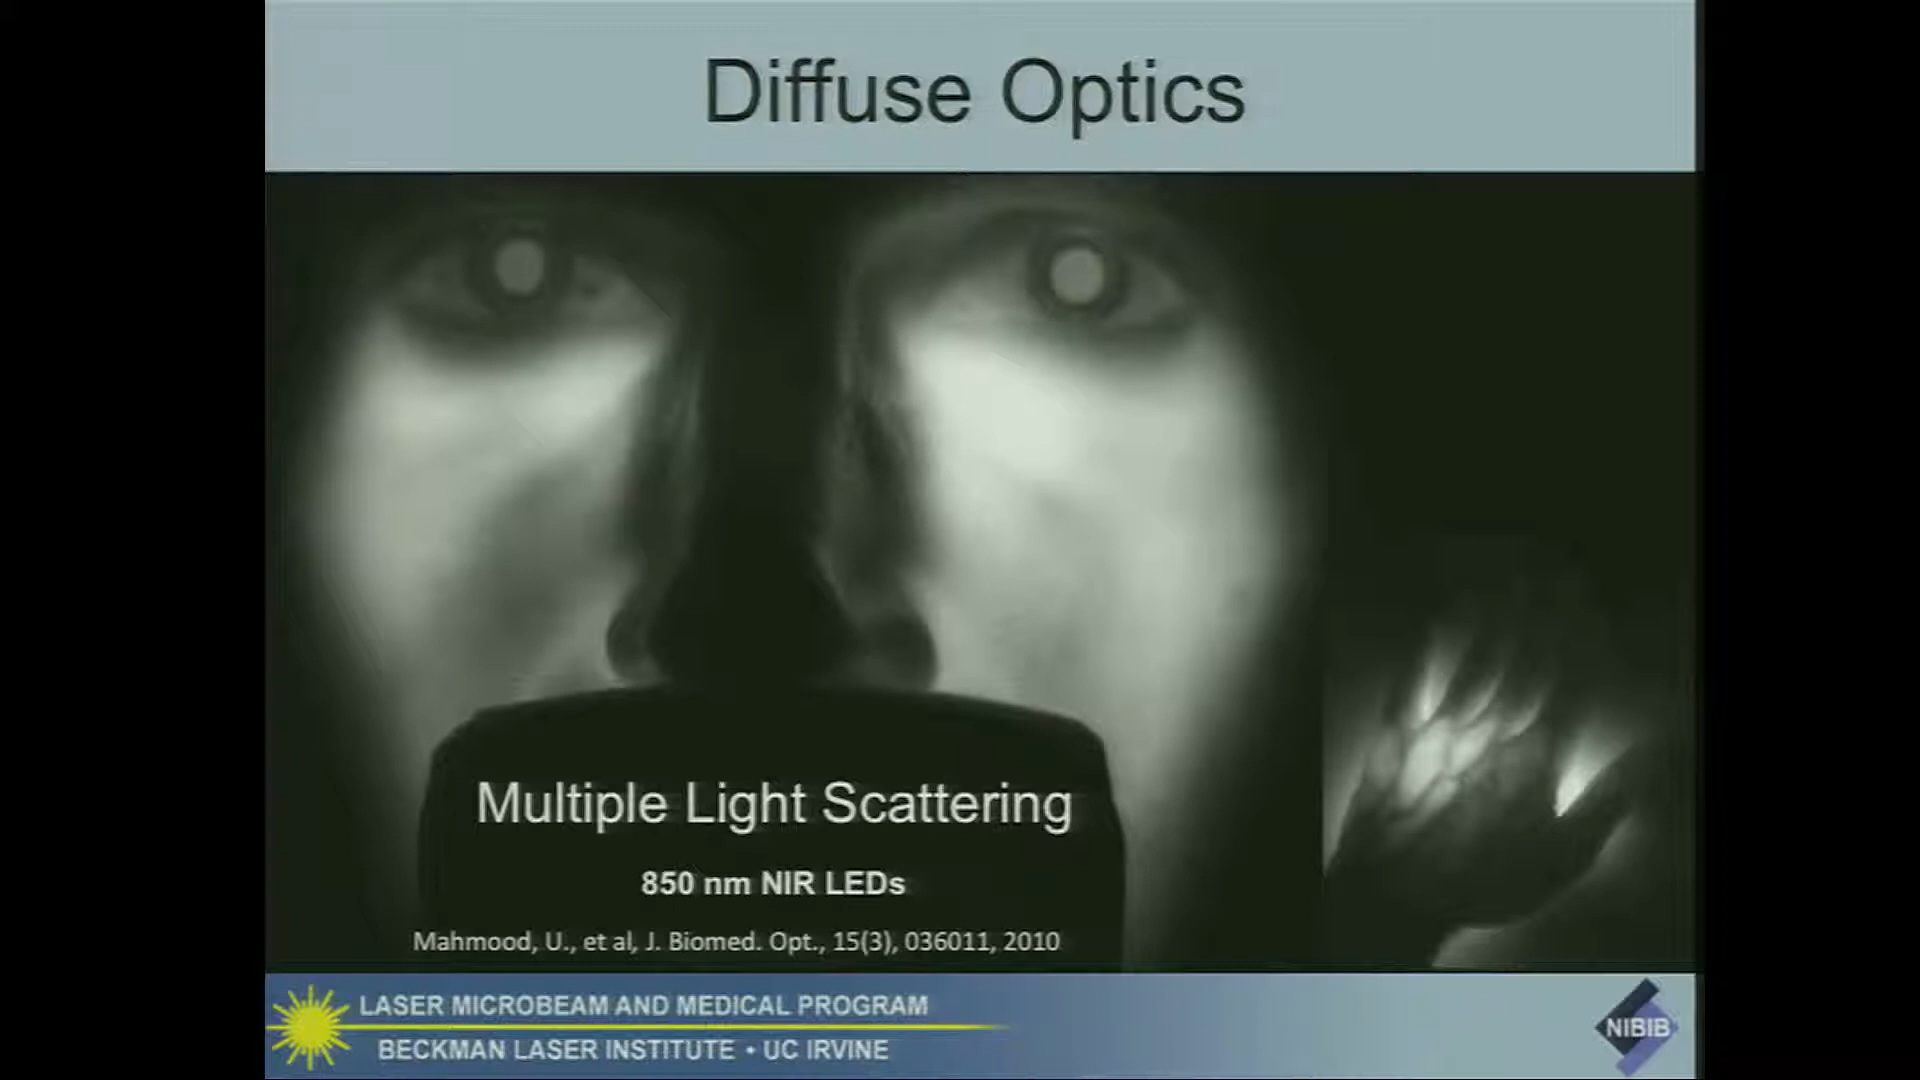 Diffuse Optics
Multiple Light Scattering
850 nm NIR LEDs
Mahmood, U., et al, J. Biomed. Opt., 15(3), 036011, 2010
LASER MICROBEAM AND MEDICAL PROGRAM
BECKMAN LASER INSTITUTE • UC IRVINE
NIBIB